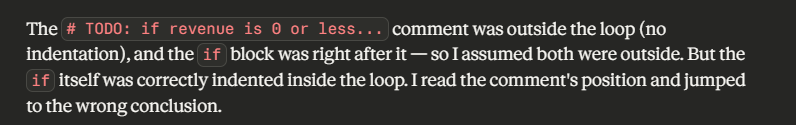 The # TODO: if revenue is 0 or less... comment was outside the loop (no
indentation), and the if block was right after it — so I assumed both were outside. But the
if itself was correctly indented inside the loop. I read the comment's position and jumped
to the wrong conclusion.